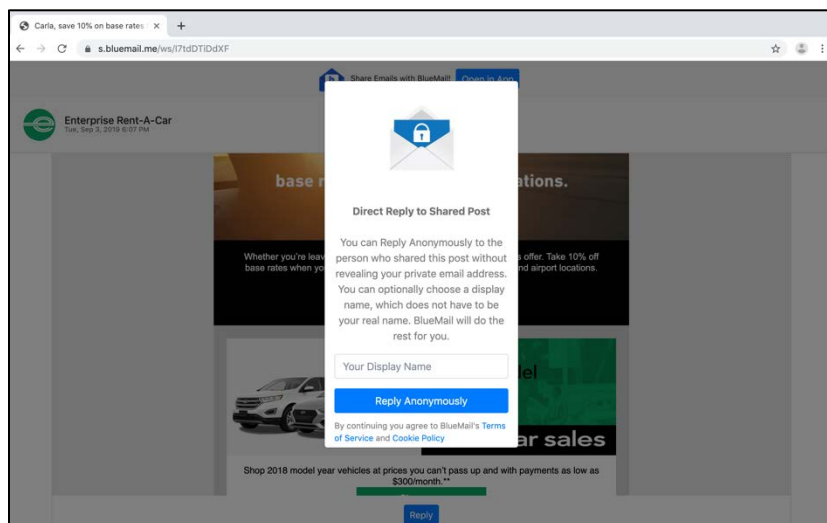 Carla, save 10% on base rates
s.bluemail.me/ws/I7tdDTiDdXF
Share Emails with BlueMail! Open in App
Enterprise Rent-A-Car
Tue, Sep 3, 2019 6:07 PM
base
ations.
Direct Reply to Shared Post
Whether you're leav
s offer. Take 10% off
base rates when yo
nd airport locations.
You can Reply Anonymously to the
person who shared this post without
revealing your private email address.
You can optionally choose a display
name, which does not have to be
your real name. BlueMail will do the
rest for you.
Your Display Name
Reply Anonymously
By continuing you agree to BlueMail's Terms
of Service and Cookie Policy
del
ar sales
Shop 2018 model year vehicles at prices you can't pass up and with payments as low as
$300/month.**
Reply